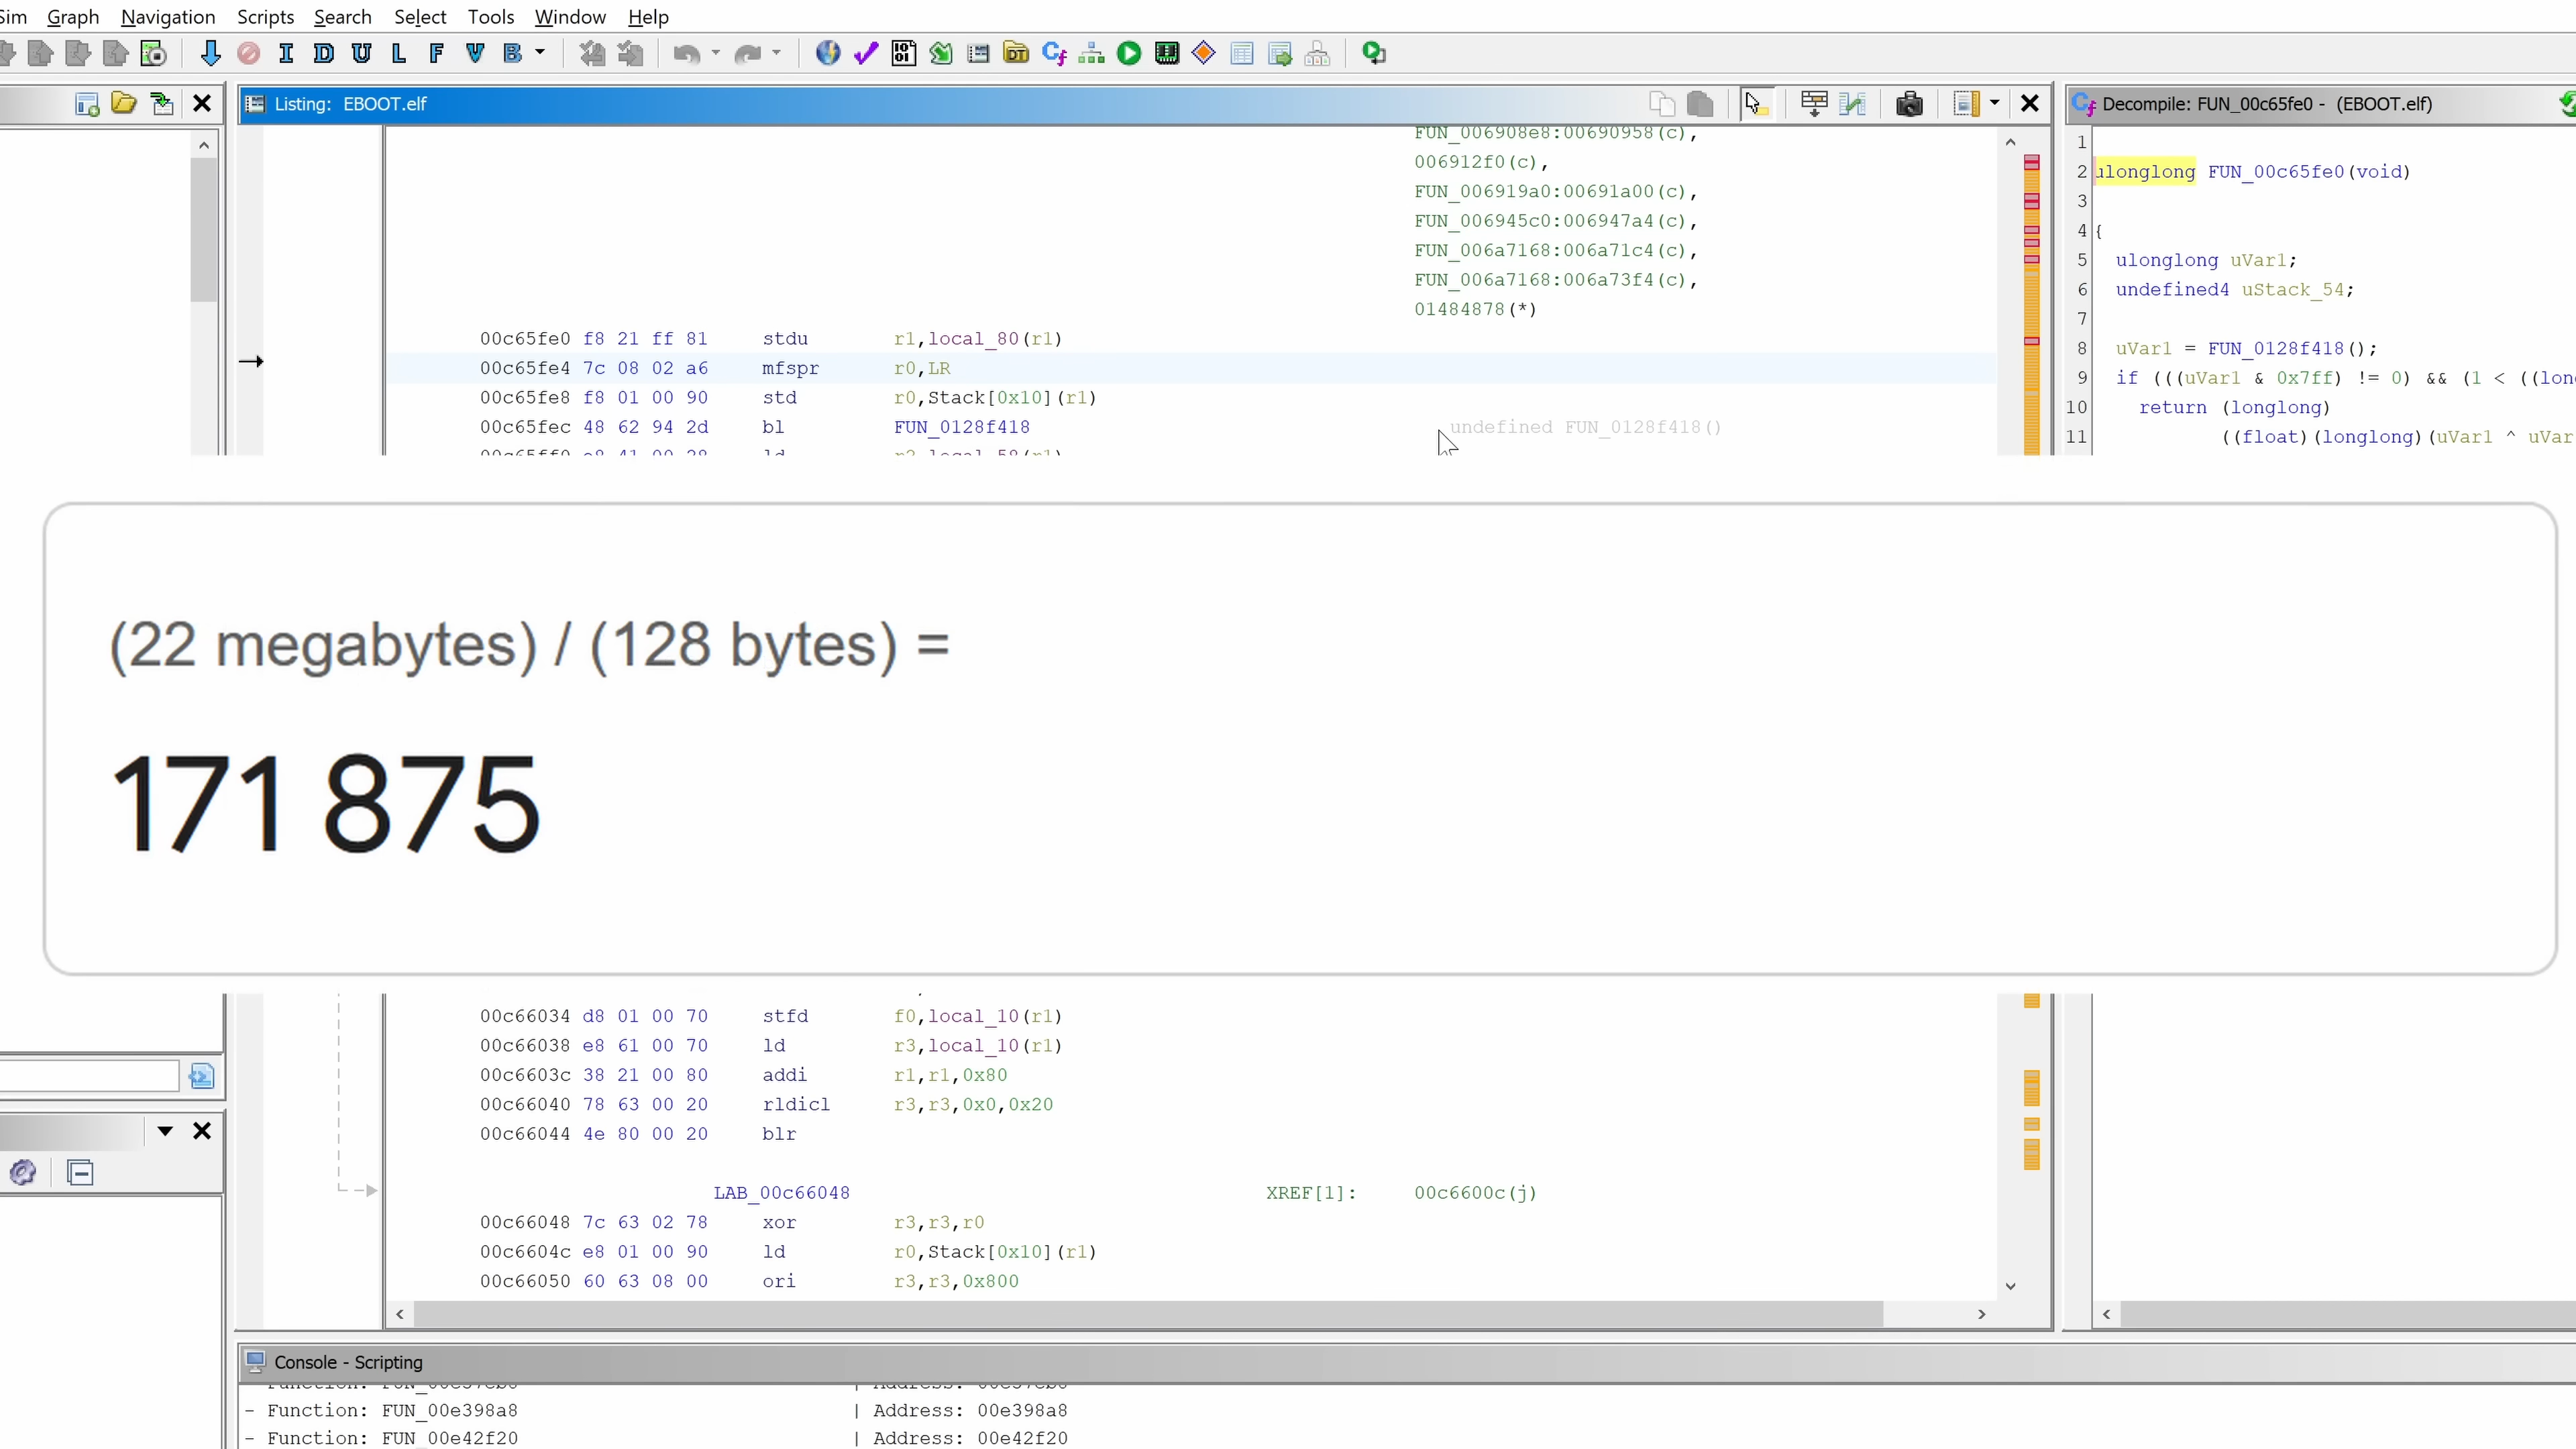 Sim Graph Navigation Scripts Search Select Tools Window Help
I D U L F V B
Listing: EBOOT.elf
FUN_006908e8:00690958(c),
006912f0(c),
FUN_006919a0:00691a00(c),
FUN_006945c0:006947a4(c),
FUN_006a7168:006a71c4(c),
FUN_006a7168:006a73f4(c),
01484878(*)
00c65fe0 f8 21 ff 81 stdu r1,local_80(r1)
00c65fe4 7c 08 02 a6 mfspr r0,LR
00c65fe8 f8 01 00 90 std r0,Stack[0x10](r1)
00c65fec 48 62 94 2d bl FUN_0128f418 undefined FUN_0128f418()
Decompile: FUN_00c65fe0 - (EBOOT.elf)
1
2 ulonglong FUN_00c65fe0(void)
3
4 {
5 ulonglong uVar1;
6 undefined4 uStack_54;
7
8 uVar1 = FUN_0128f418();
9 if (((uVar1 & 0x7ff) != 0) && (1 < ((lon
10 return (longlong)
11 ((float)(longlong)(uVar1 ^ uVar
(22 megabytes) / (128 bytes) =
171 875
00c66034 d8 01 00 70 stfd f0,local_10(r1)
00c66038 e8 61 00 70 ld r3,local_10(r1)
00c6603c 38 21 00 80 addi r1,r1,0x80
00c66040 78 63 00 20 rldicl r3,r3,0x0,0x20
00c66044 4e 80 00 20 blr
LAB_00c66048 XREF[1]: 00c6600c(j)
00c66048 7c 63 02 78 xor r3,r3,r0
00c6604c e8 01 00 90 ld r0,Stack[0x10](r1)
00c66050 60 63 08 00 ori r3,r3,0x800
Console - Scripting
- Function: FUN_00e398a8 | Address: 00e398a8
- Function: FUN_00e42f20 | Address: 00e42f20